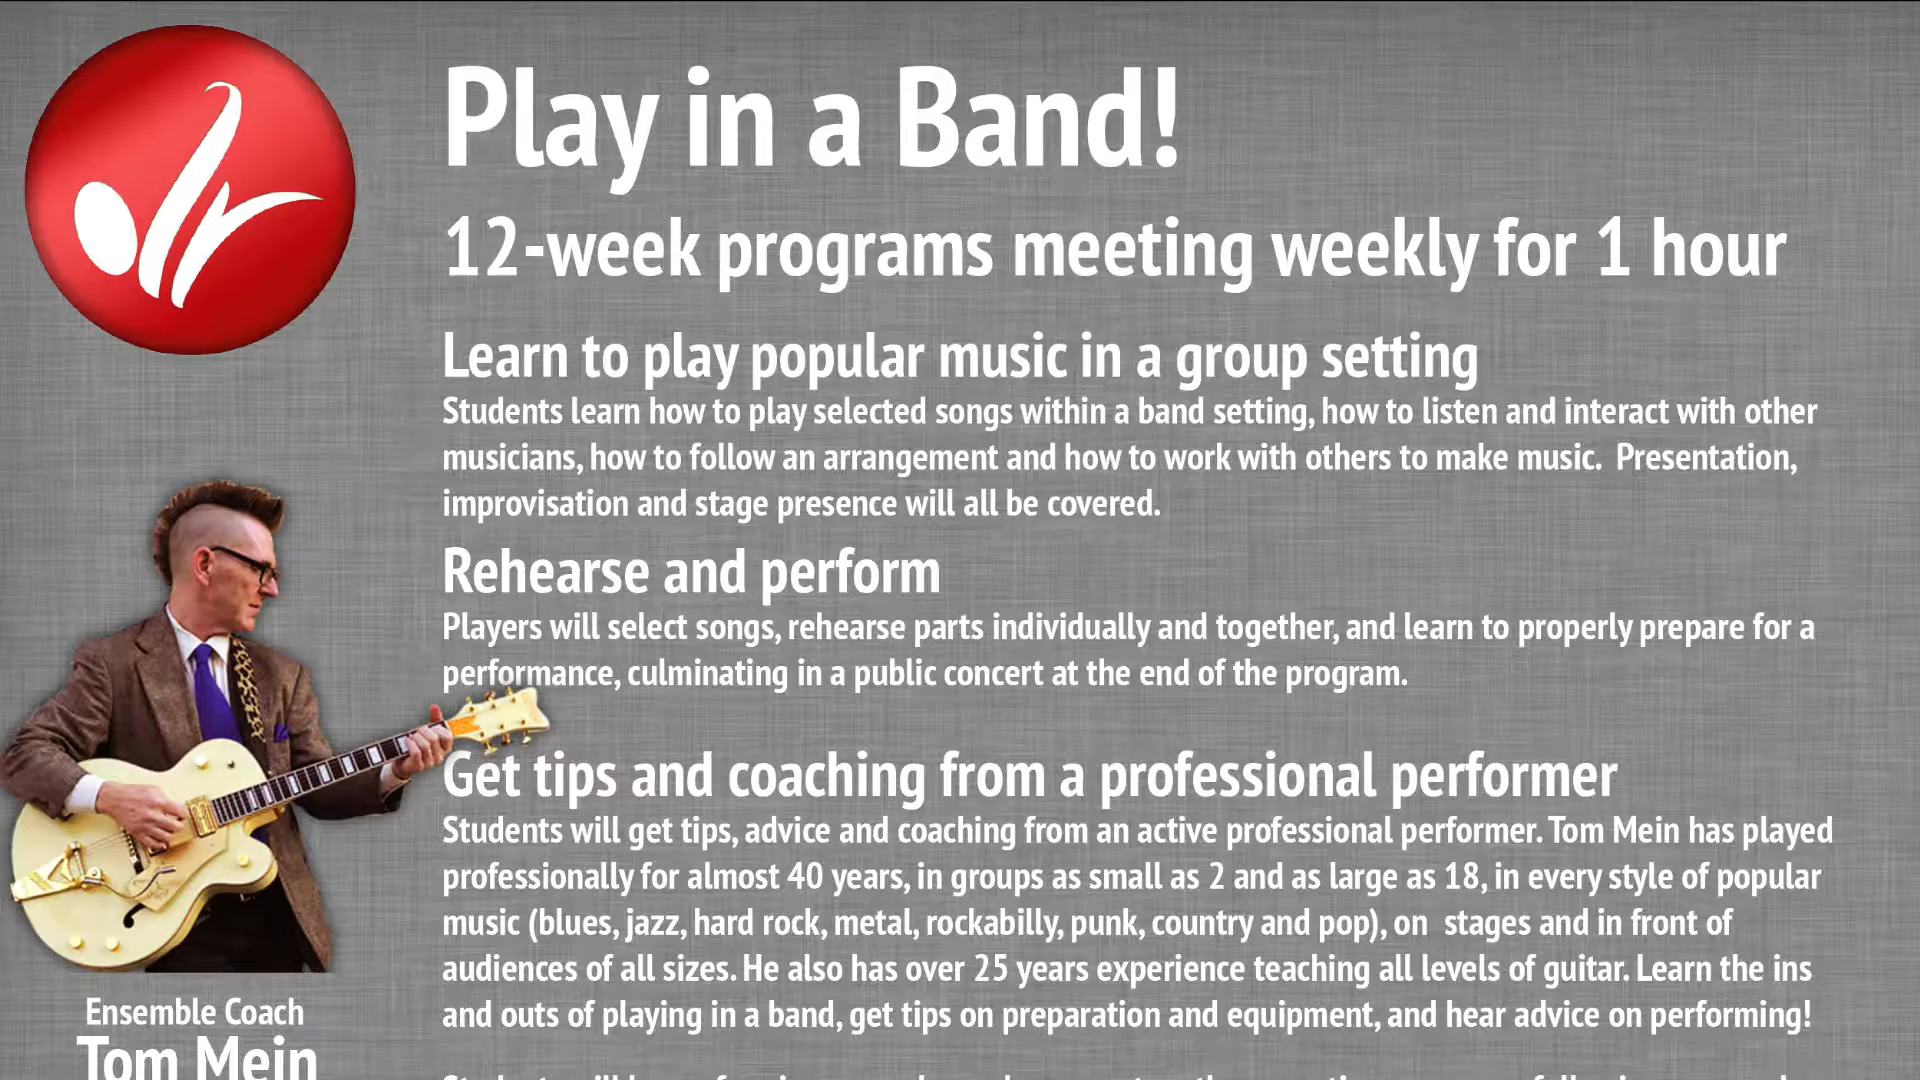 Play in a Band!
12-week programs meeting weekly for 1 hour
Learn to play popular music in a group setting
Students learn how to play selected songs within a band setting, how to listen and interact with other
musicians, how to follow an arrangement and how to work with others to make music.  Presentation,
improvisation and stage presence will all be covered.
Rehearse and perform
Players will select songs, rehearse parts individually and together, and learn to properly prepare for a
performance, culminating in a public concert at the end of the program.
Get tips and coaching from a professional performer
Students will get tips, advice and coaching from an active professional performer. Tom Mein has played
professionally for almost 40 years, in groups as small as 2 and as large as 18, in every style of popular
music (blues, jazz, hard rock, metal, rockabilly, punk, country and pop), on  stages and in front of
audiences of all sizes. He also has over 25 years experience teaching all levels of guitar. Learn the ins
and outs of playing in a band, get tips on preparation and equipment, and hear advice on performing!
Ensemble Coach
Tom Mein